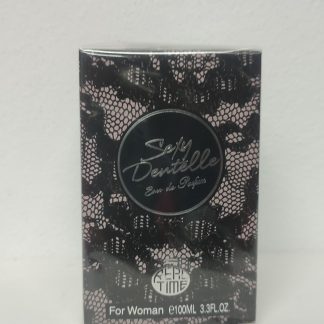 Sexy
Dentelle
Eau de Parfum
REAL
TIME
For Woman ℮100ML 3.3FL.OZ